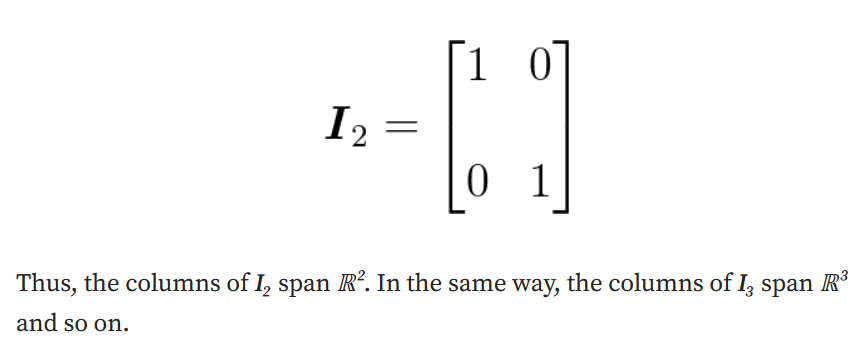 I₂ = [1 0
0 1]
Thus, the columns of I₂ span ℝ². In the same way, the columns of I₃ span ℝ³
and so on.